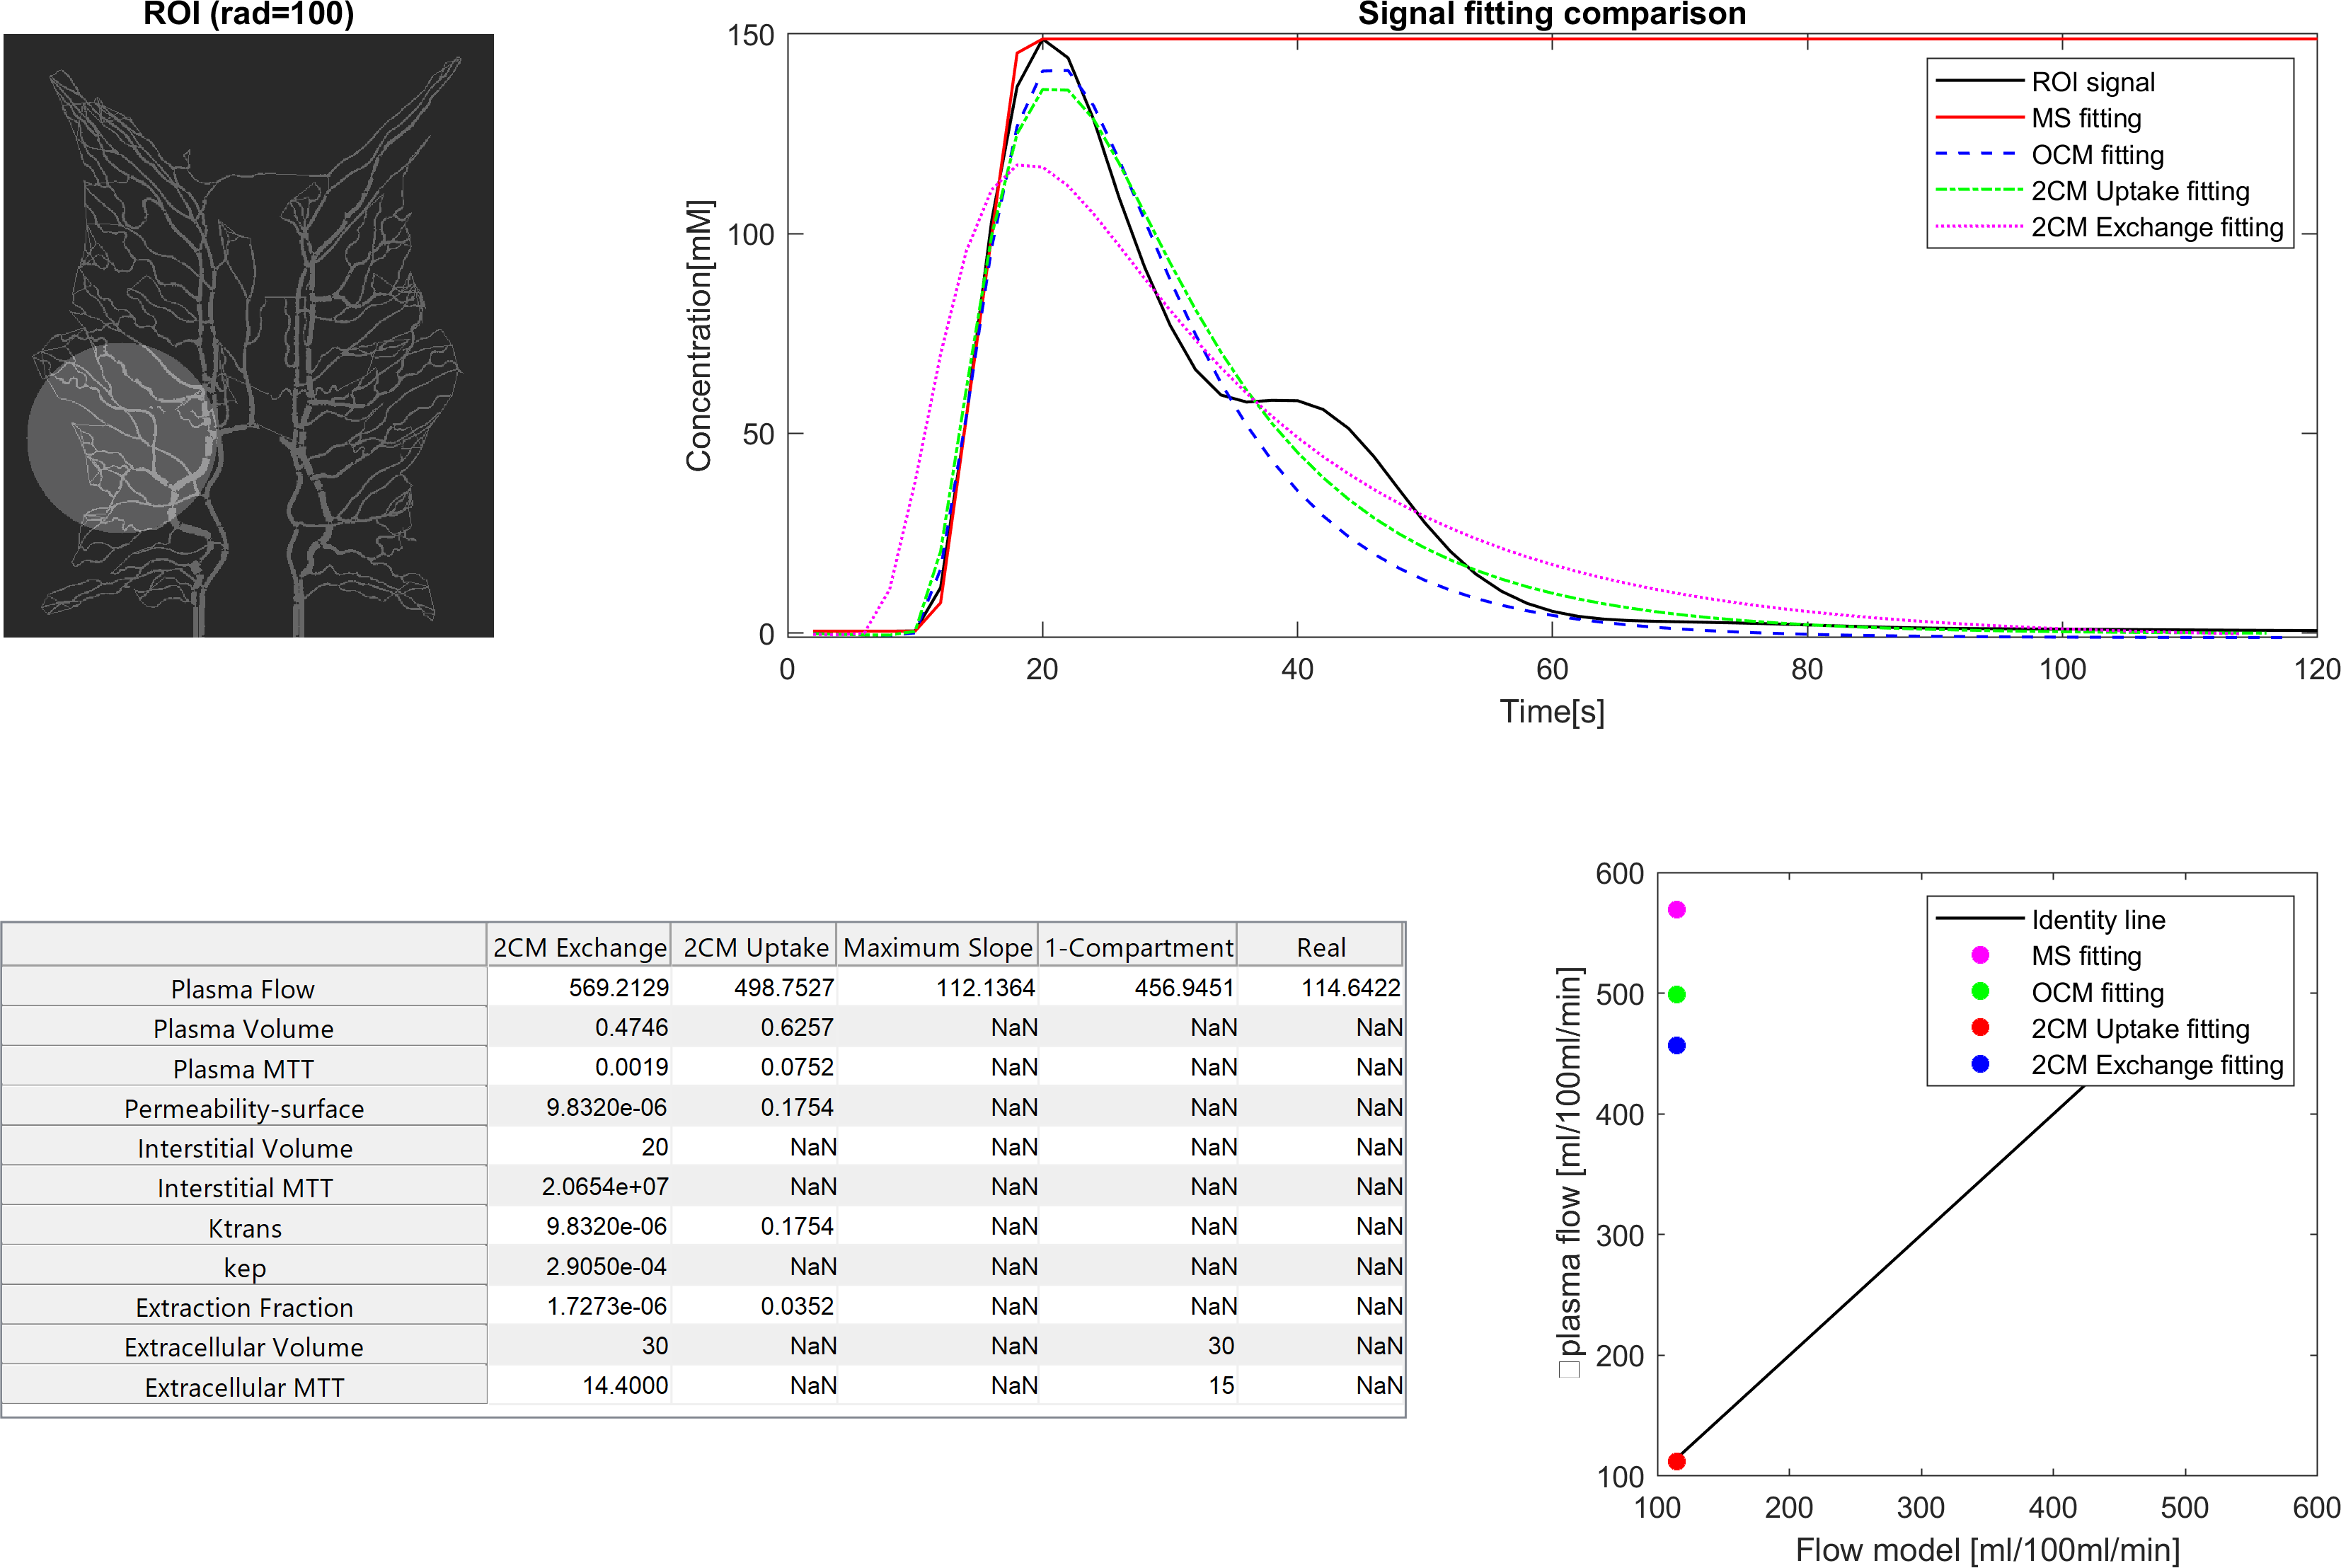 ROI (rad=100)
Signal fitting comparison
150
100
50
0
Concentration[mM]
0 20 40 60 80 100 120
Time[s]
ROI signal
MS fitting
OCM fitting
2CM Uptake fitting
2CM Exchange fitting
2CM Exchange 2CM Uptake Maximum Slope 1-Compartment Real
Plasma Flow 569.2129 498.7527 112.1364 456.9451 114.6422
Plasma Volume 0.4746 0.6257 NaN NaN NaN
Plasma MTT 0.0019 0.0752 NaN NaN NaN
Permeability-surface 9.8320e-06 0.1754 NaN NaN NaN
Interstitial Volume 20 NaN NaN NaN NaN
Interstitial MTT 2.0654e+07 NaN NaN NaN NaN
Ktrans 9.8320e-06 0.1754 NaN NaN NaN
kep 2.9050e-04 NaN NaN NaN NaN
Extraction Fraction 1.7273e-06 0.0352 NaN NaN NaN
Extracellular Volume 30 NaN NaN 30 NaN
Extracellular MTT 14.4000 NaN NaN 15 NaN
600
500
400
300
200
100
□plasma flow [ml/100ml/min]
Identity line
MS fitting
OCM fitting
2CM Uptake fitting
2CM Exchange fitting
100 200 300 400 500 600
Flow model [ml/100ml/min]